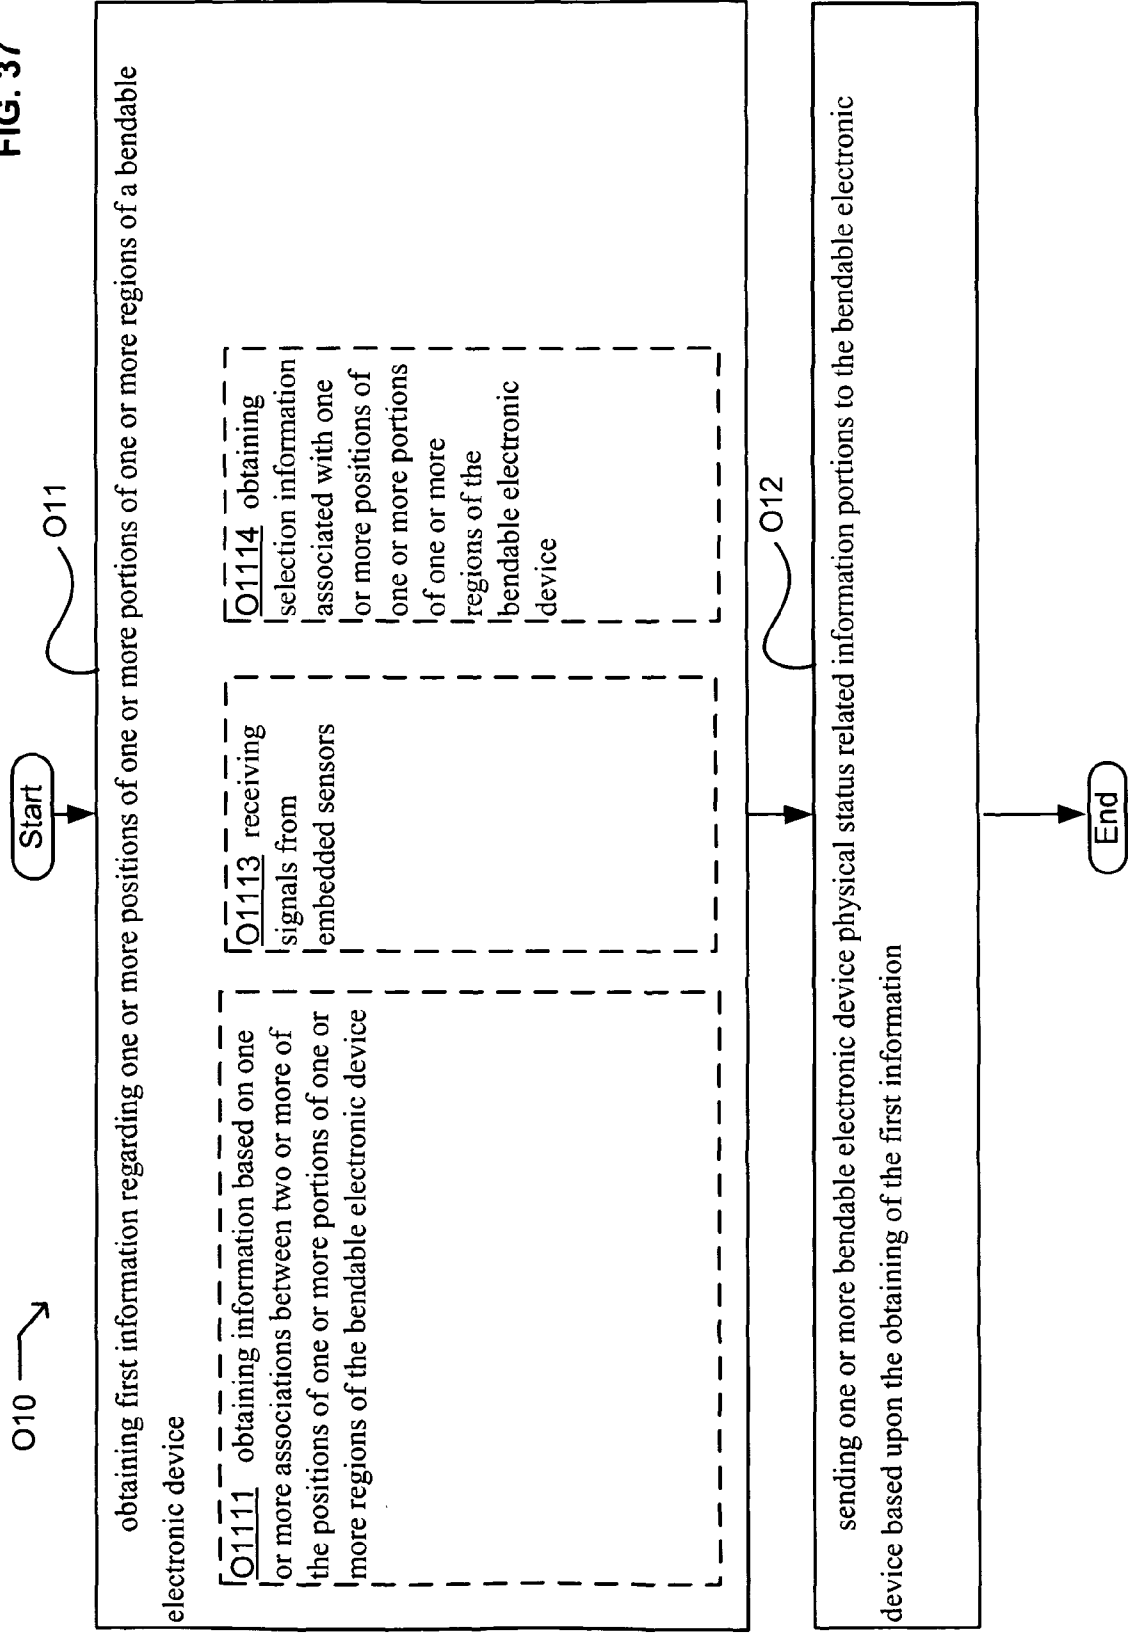 FIG. 37
O10
Start
O11
obtaining first information regarding one or more positions of one or more portions of one or more regions of a bendable
electronic device
O1111 obtaining information based on one
or more associations between two or more of
the positions of one or more portions of one or
more regions of the bendable electronic device
O1113 receiving
signals from
embedded sensors
O1114 obtaining
selection information
associated with one
or more positions of
one or more portions
of one or more
regions of the
bendable electronic
device
O12
sending one or more bendable electronic device physical status related information portions to the bendable electronic
device based upon the obtaining of the first information
End